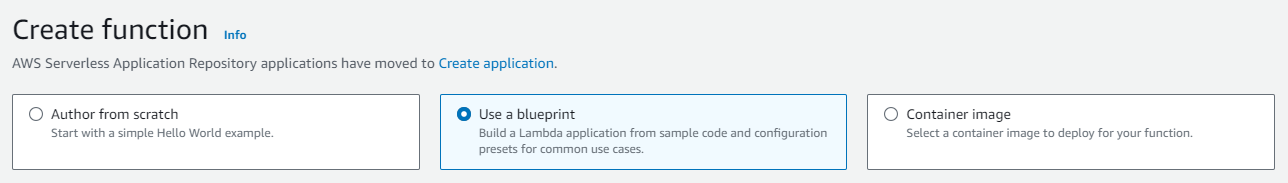 Create function Info
AWS Serverless Application Repository applications have moved to Create application.
Author from scratch
Start with a simple Hello World example.
Use a blueprint
Build a Lambda application from sample code and configuration
presets for common use cases.
Container image
Select a container image to deploy for your function.